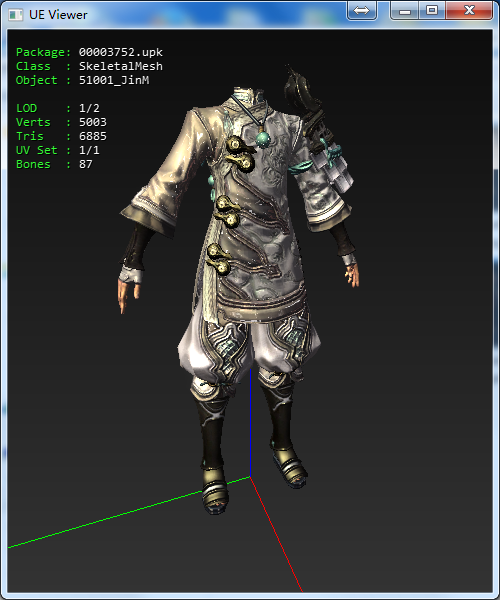 UE Viewer
Package: 00003752.upk
Class : SkeletalMesh
Object : 51001_JinM
LOD : 1/2
Verts : 5003
Tris : 6885
UV Set : 1/1
Bones : 87